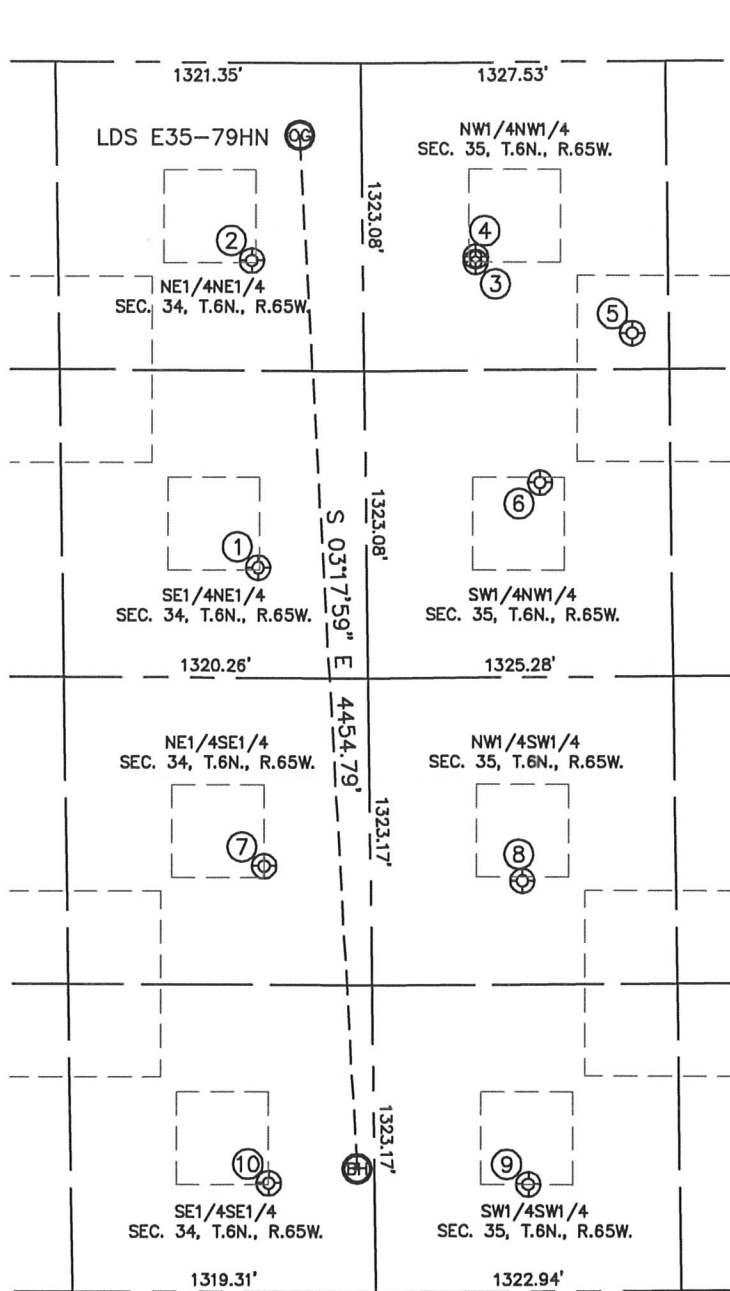 1321.35'
1327.53'
LDS E35-79HN
OG
NW1/4NW1/4
SEC. 35, T.6N., R.65W.
1323.08'
2
4
3
NE1/4NE1/4
SEC. 34, T.6N., R.65W.
5
6
1323.08'
1
S 03°17'59" E 4454.79'
SE1/4NE1/4
SEC. 34, T.6N., R.65W.
SW1/4NW1/4
SEC. 35, T.6N., R.65W.
1320.26'
1325.28'
NE1/4SE1/4
SEC. 34, T.6N., R.65W.
NW1/4SW1/4
SEC. 35, T.6N., R.65W.
1323.17'
7
8
1323.17'
10
BH
9
SE1/4SE1/4
SEC. 34, T.6N., R.65W.
SW1/4SW1/4
SEC. 35, T.6N., R.65W.
1319.31'
1322.94'